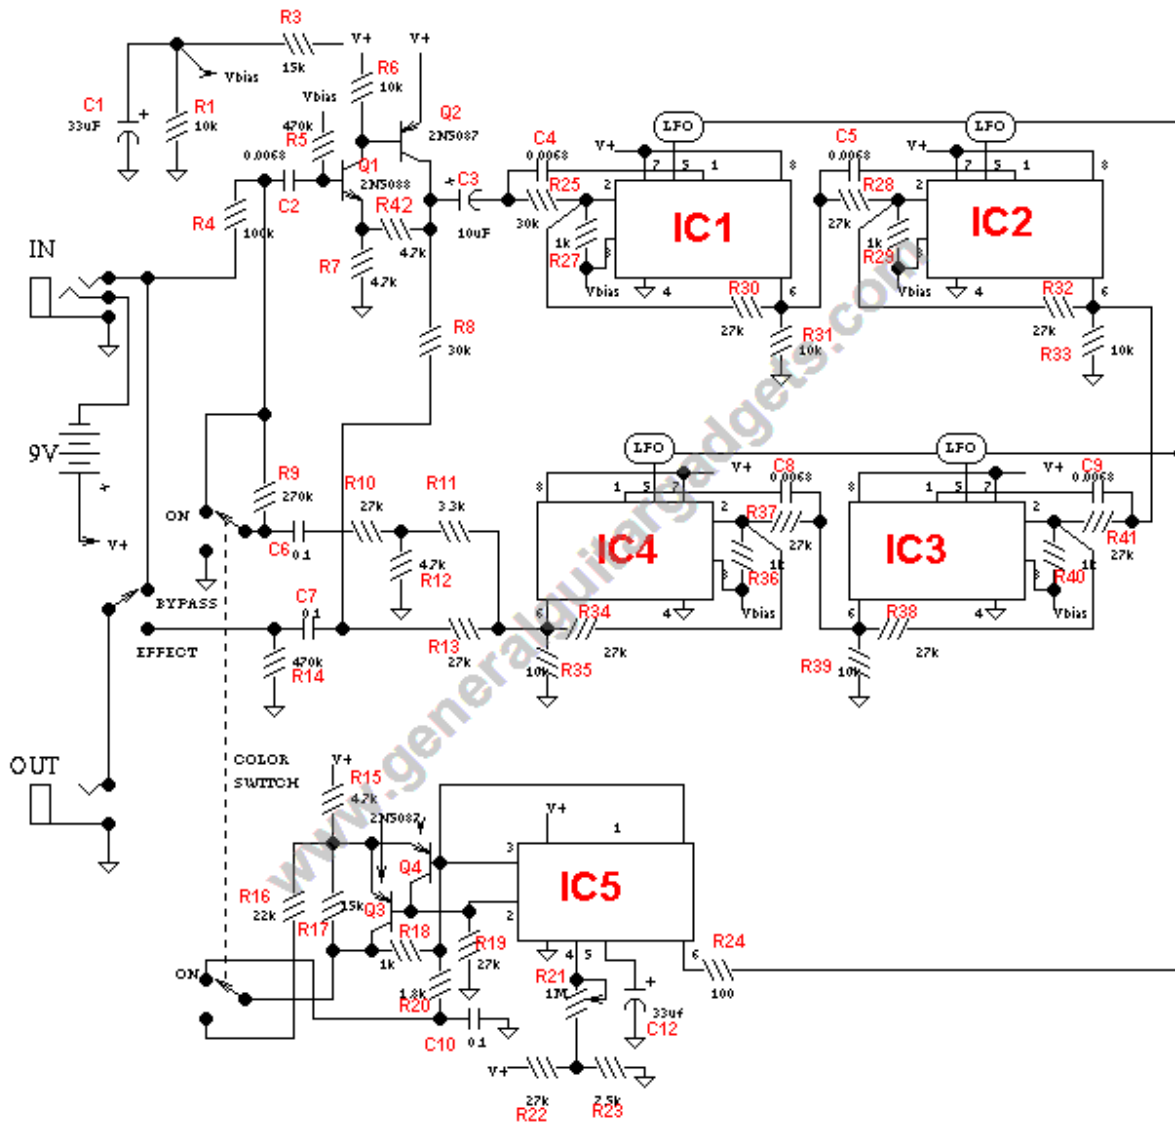 R3
V+
V+
15k
R6
Vbias
10k
C1
33uF
R1
10k
Vbias
470k
R5
Q2
2N5087
LFO
LFO
C4
0.0068
V+
7
5
1
8
C5
0.0068
V+
7
5
1
8
0.0068
Q1
2N5088
C2
C3
10uF
R25
30k
2
IC1
R28
27k
2
IC2
R4
100k
R42
4.7k
1k
R27
3
1k
R29
3
IN
R7
4.7k
Vbias
4
R30
27k
6
Vbias
4
R32
27k
6
R8
30k
R31
10k
R33
10k
9V
+
V+
LFO
LFO
R9
270k
R10
27k
R11
3.3k
8
1
5
7
V+
C8
0.0068
8
1
5
7
V+
C9
0.0068
ON
C6
0.1
4.7k
R12
IC4
2
R37
27k
IC3
2
R41
27k
1k
R36
3
1k
R40
3
BYPASS
C7
0.1
6
4
Vbias
6
4
Vbias
EFFECT
470k
R14
R13
27k
R34
27k
R38
27k
10k
R35
R39
10k
OUT
COLOR
SWITCH
V+
R15
4.7k
2N5087
V+
1
Q4
3
IC5
R16
22k
15k
R17
Q3
2
R18
1k
R19
27k
4
5
6
R24
100
ON
1.8k
R20
R21
1M
+
33uf
C12
C10
0.1
V+
27k
R22
7.5k
R23
www.generalguitargadgets.com